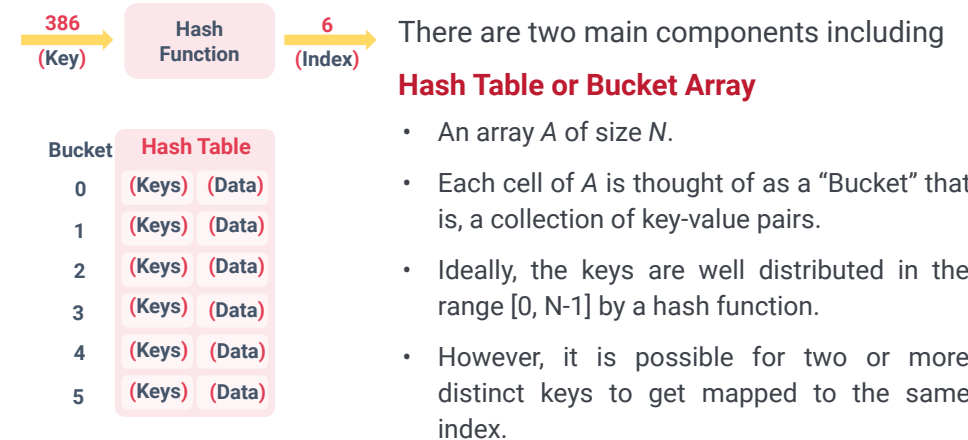 386
(Key)
Hash
Function
6
(Index)
Bucket
Hash Table
0 (Keys) (Data)
1 (Keys) (Data)
2 (Keys) (Data)
3 (Keys) (Data)
4 (Keys) (Data)
5 (Keys) (Data)
There are two main components including
Hash Table or Bucket Array
• An array A of size N.
• Each cell of A is thought of as a “Bucket” that
is, a collection of key-value pairs.
• Ideally, the keys are well distributed in the
range [0, N-1] by a hash function.
• However, it is possible for two or more
distinct keys to get mapped to the same
index.